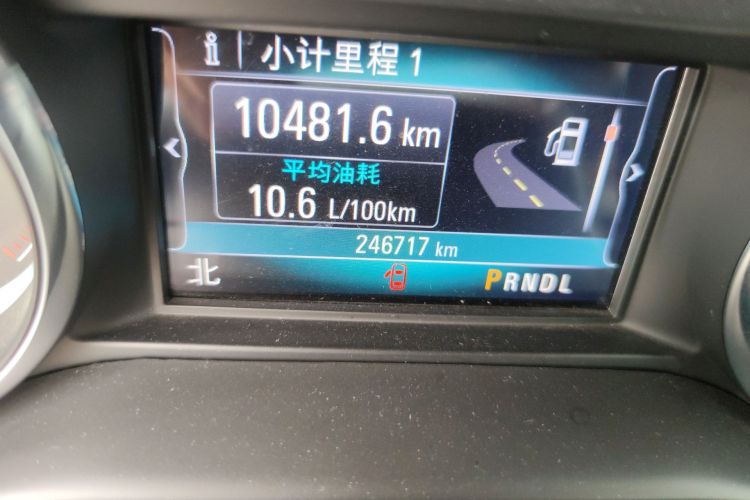 i 小计里程 1
10481.6 km
平均油耗
10.6 L/100km
246717 km
北 PRNDL